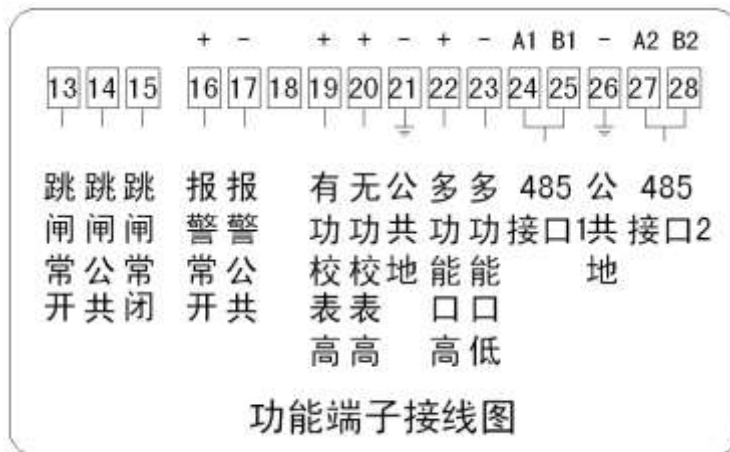 + − + + − + − A1 B1 − A2 B2
13 14 15 16 17 18 19 20 21 22 23 24 25 26 27 28
跳闸常开
跳闸公共
跳闸常闭
报警常开
报警公共
有功校表高
无功校表高
公共地
多功能口高
多功能口低
485
接口1
公共地
485
接口2
功能端子接线图